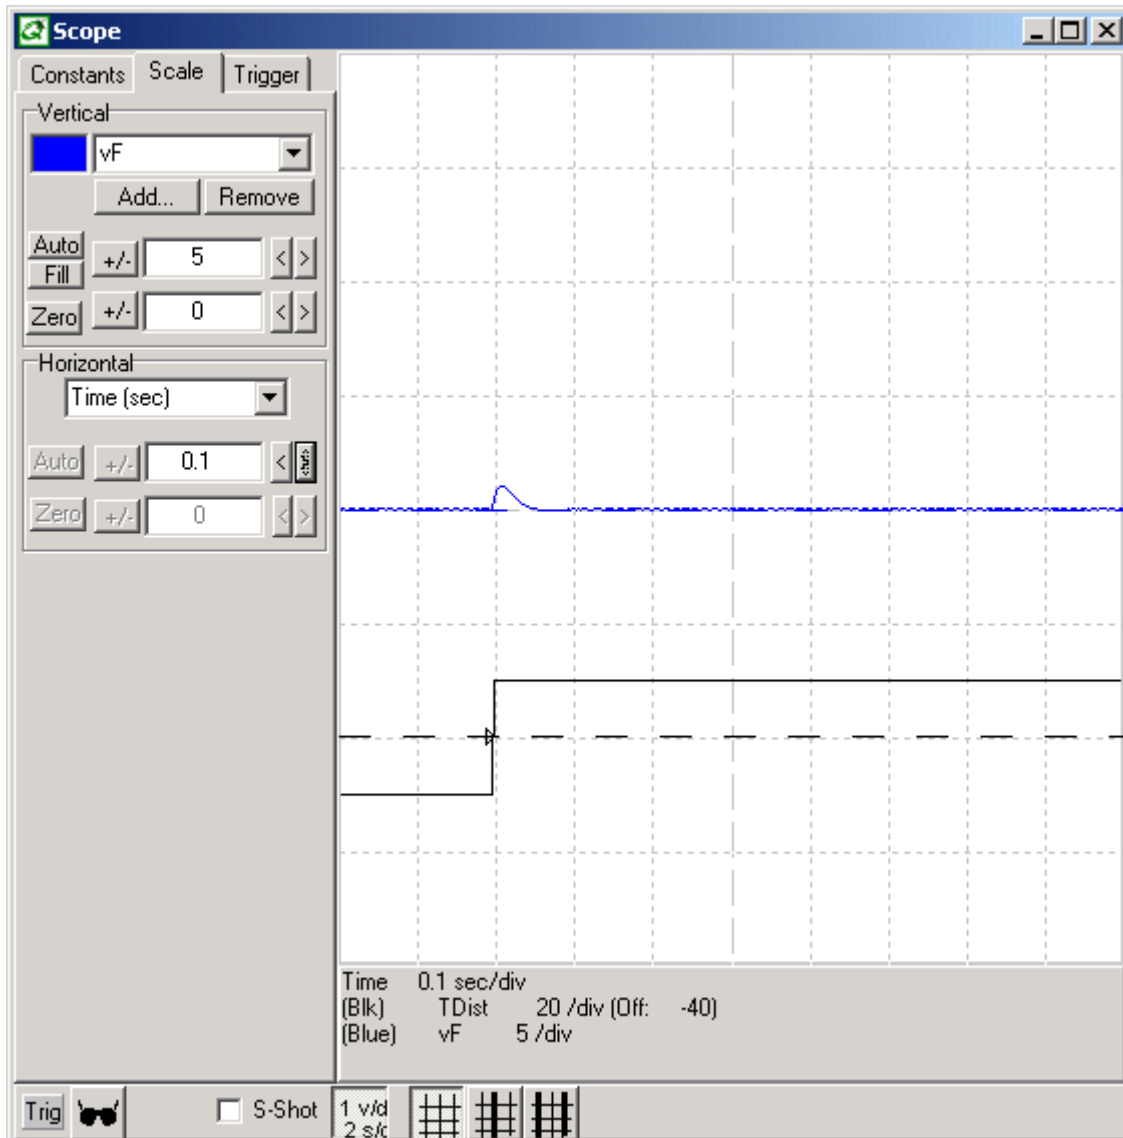 Scope
Constants Scale Trigger
Vertical
vF
Add... Remove
Auto
Fill
+/- 5 < >
Zero +/- 0 < >
Horizontal
Time (sec)
Auto +/- 0.1 <
Zero +/- 0 < >
Time 0.1 sec/div
(Blk) TDist 20 /div (Off: -40)
(Blue) vF 5 /div
Trig S-Shot 1 v/d
2 s/c